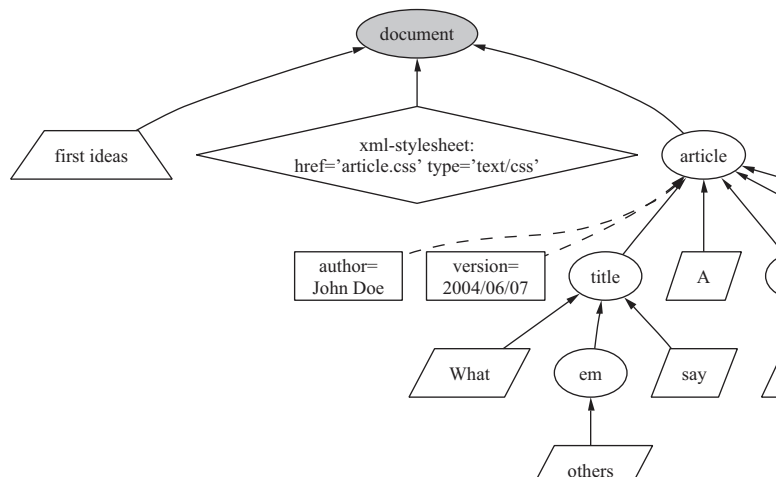 document
first ideas
xml-stylesheet:
href=’article.css’ type=’text/css’
article
author=
John Doe
version=
2004/06/07
title
A
What
em
say
others